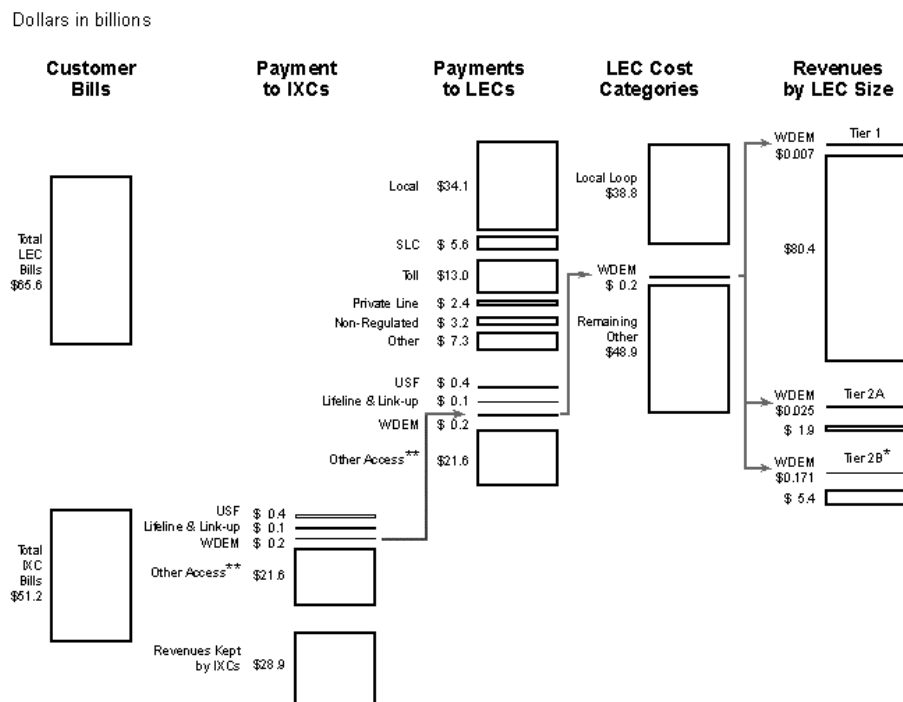 Dollars in billions
Customer
Bills
Payment
to IXCs
Payments
to LECs
LEC Cost
Categories
Revenues
by LEC Size
Total
LEC
Bills
$65.6
Total
IXC
Bills
$51.2
USF $ 0.4
Lifeline & Link-up $ 0.1
WDEM $ 0.2
Other Access** $21.6
Revenues Kept
by IXCs $28.9
Local $34.1
SLC $ 5.6
Toll $13.0
Private Line $ 2.4
Non-Regulated $ 3.2
Other $ 7.3
USF $ 0.4
Lifeline & Link-up $ 0.1
WDEM $ 0.2
Other Access** $21.6
Local Loop
$38.8
WDEM
$ 0.2
Remaining
Other
$48.9
WDEM Tier 1
$0.007
$80.4
WDEM Tier 2A
$0.025
$ 1.9
WDEM Tier 2B*
$0.171
$ 5.4